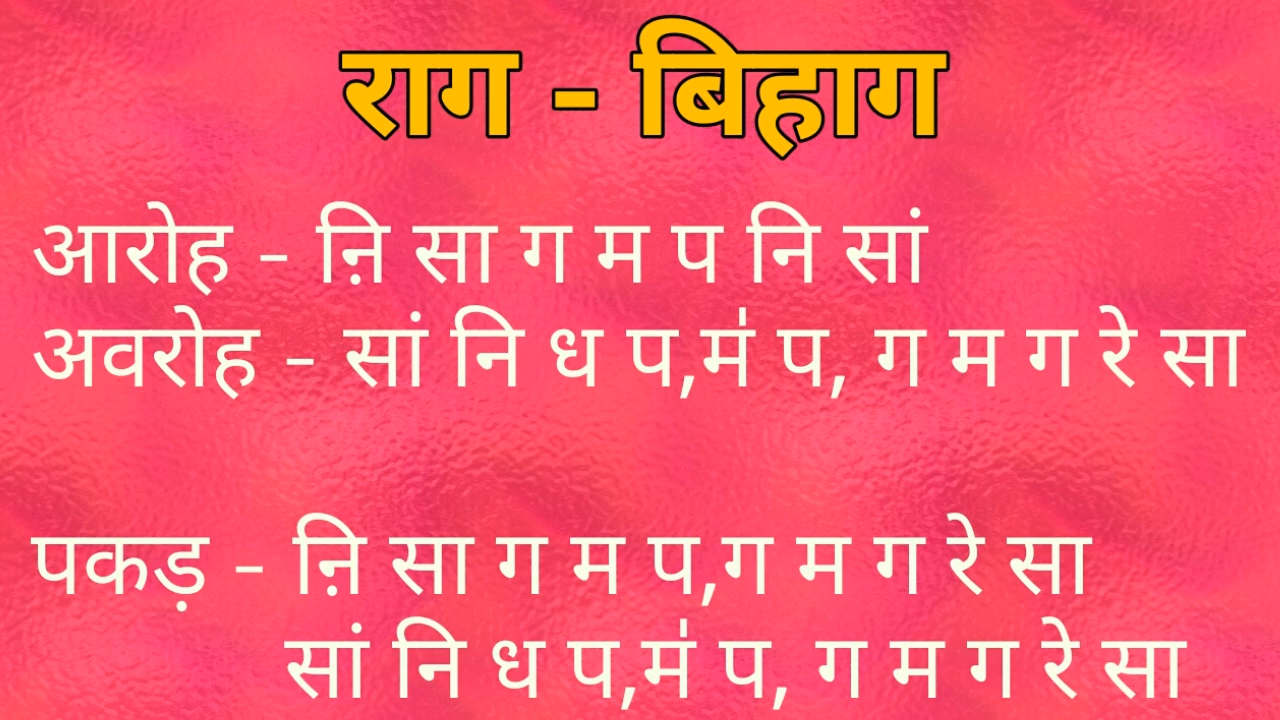 राग - बिहाग
आरोह - ऩि सा ग म प नि सां
अवरोह - सां नि ध प,म॑ प, ग म ग रे सा
पकड़ - ऩि सा ग म प,ग म ग रे सा
सां नि ध प,म॑ प, ग म ग रे सा